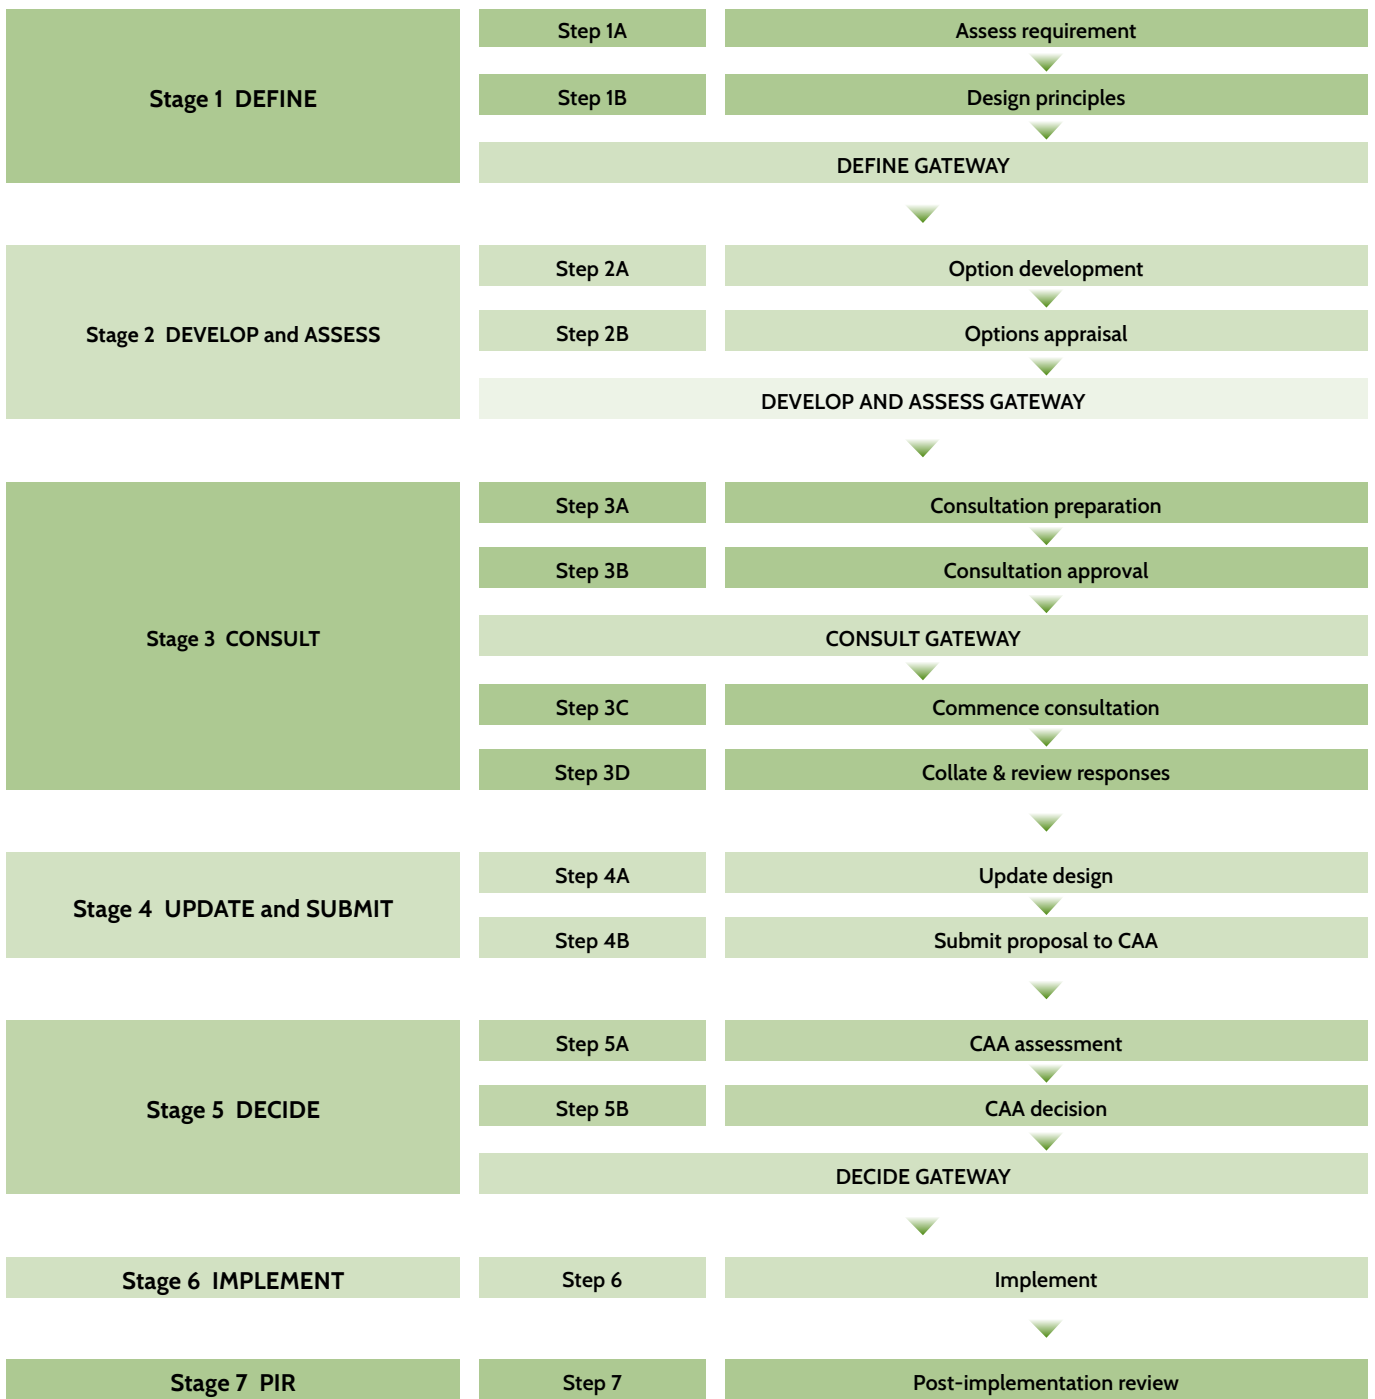 Stage 1  DEFINE
Step 1A
Assess requirement
Step 1B
Design principles
DEFINE GATEWAY
Stage 2  DEVELOP and ASSESS
Step 2A
Option development
Step 2B
Options appraisal
DEVELOP AND ASSESS GATEWAY
Stage 3  CONSULT
Step 3A
Consultation preparation
Step 3B
Consultation approval
CONSULT GATEWAY
Step 3C
Commence consultation
Step 3D
Collate & review responses
Stage 4  UPDATE and SUBMIT
Step 4A
Update design
Step 4B
Submit proposal to CAA
Stage 5  DECIDE
Step 5A
CAA assessment
Step 5B
CAA decision
DECIDE GATEWAY
Stage 6  IMPLEMENT
Step 6
Implement
Stage 7  PIR
Step 7
Post-implementation review